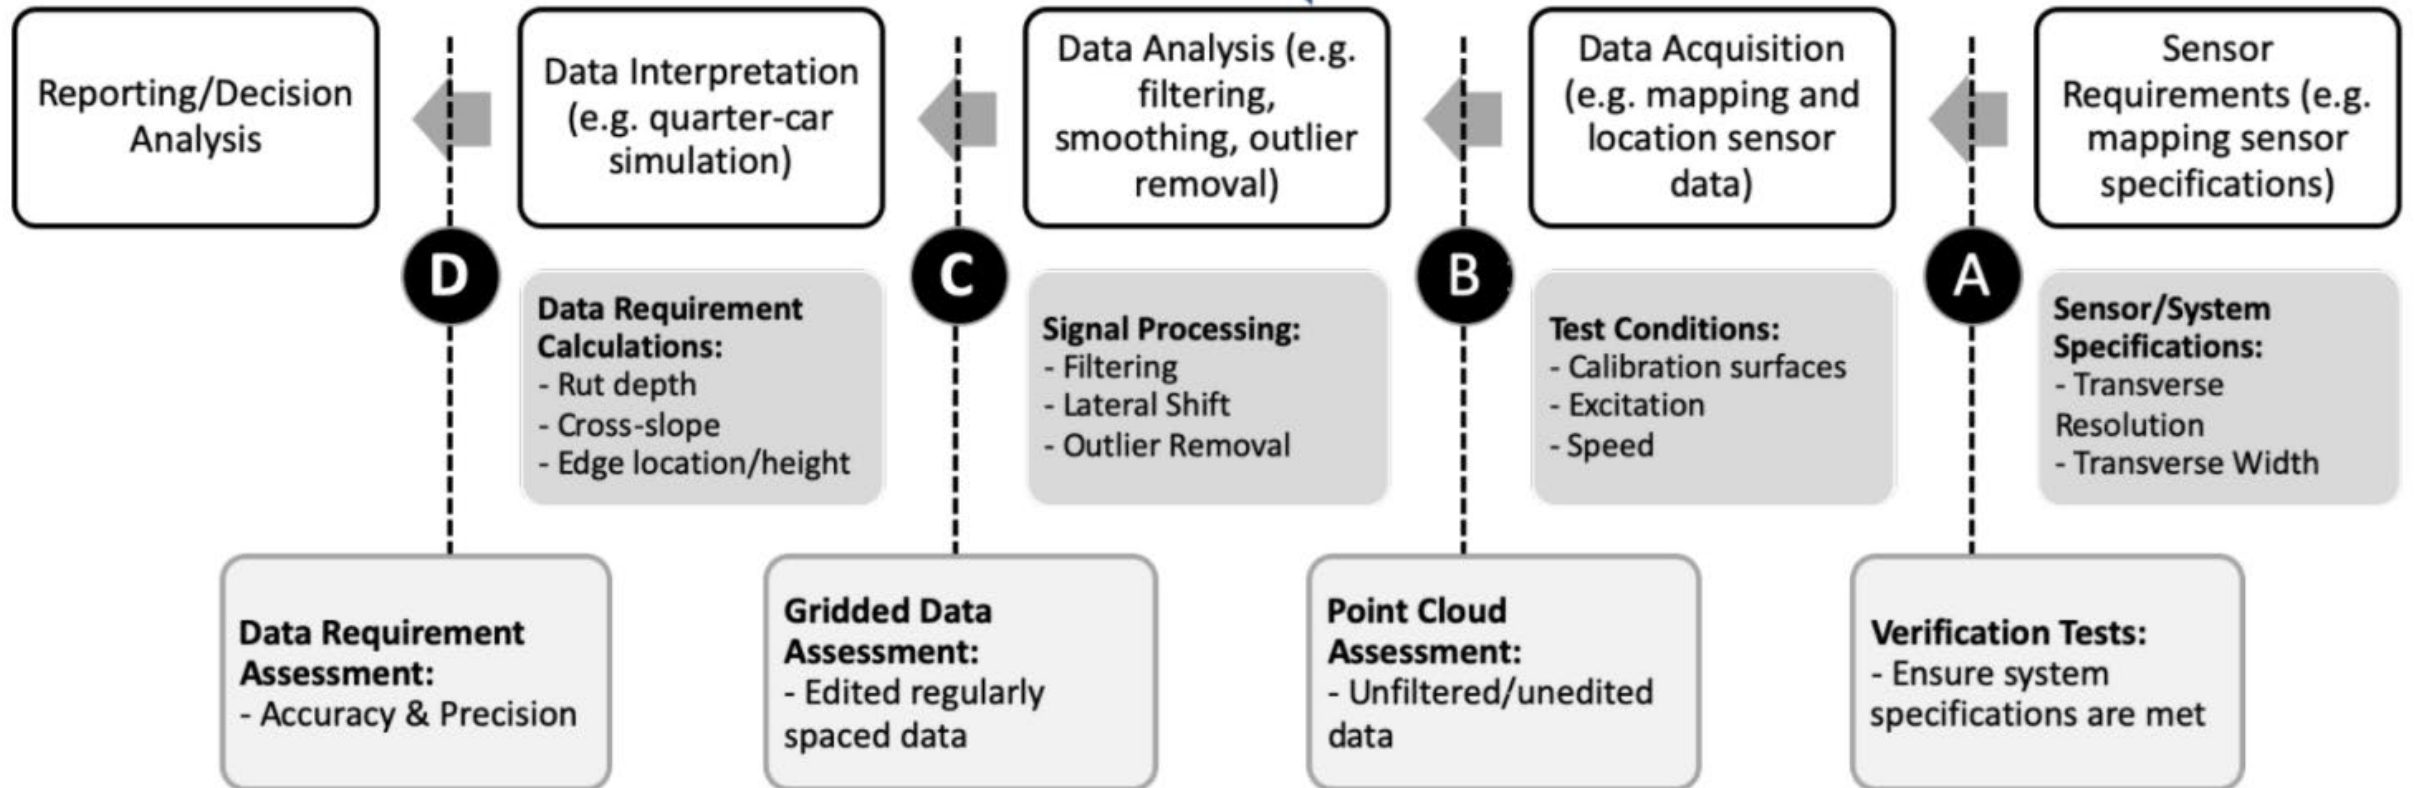 Reporting/Decision
Analysis
Data Interpretation
(e.g. quarter-car
simulation)
Data Analysis (e.g.
filtering,
smoothing, outlier
removal)
Data Acquisition
(e.g. mapping and
location sensor
data)
Sensor
Requirements (e.g.
mapping sensor
specifications)
D
C
B
A
Data Requirement
Calculations:
- Rut depth
- Cross-slope
- Edge location/height
Signal Processing:
- Filtering
- Lateral Shift
- Outlier Removal
Test Conditions:
- Calibration surfaces
- Excitation
- Speed
Sensor/System
Specifications:
- Transverse
Resolution
- Transverse Width
Data Requirement
Assessment:
- Accuracy & Precision
Gridded Data
Assessment:
- Edited regularly
spaced data
Point Cloud
Assessment:
- Unfiltered/unedited
data
Verification Tests:
- Ensure system
specifications are met